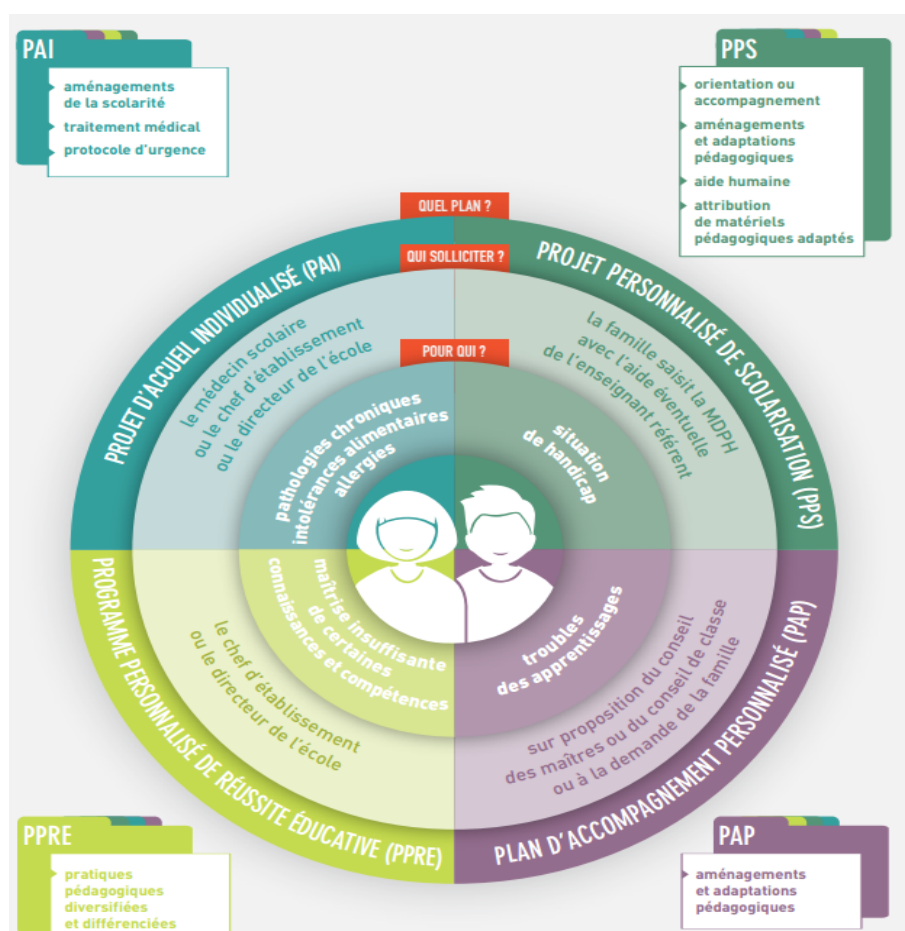 PAI
aménagements
de la scolarité
traitement médical
protocole d'urgence
PPS
orientation ou
accompagnement
aménagements
et adaptations
pédagogiques
aide humaine
attribution
de matériels
pédagogiques adaptés
QUEL PLAN ?
QUI SOLLICITER ?
POUR QUI ?
PROJET D'ACCUEIL INDIVIDUALISÉ (PAI)
le médecin scolaire
ou le chef d'établissement
ou le directeur de l'école
pathologies chroniques
intolérances alimentaires
allergies
PROJET PERSONNALISÉ DE SCOLARISATION (PPS)
la famille saisit la MDPH
avec l'aide éventuelle
de l'enseignant référent
situation
de handicap
PROGRAMME PERSONNALISÉ DE RÉUSSITE ÉDUCATIVE (PPRE)
le chef d'établissement
ou le directeur de l'école
maîtrise insuffisante
de certaines
connaissances et compétences
PLAN D'ACCOMPAGNEMENT PERSONNALISÉ (PAP)
sur proposition du conseil
des maîtres ou du conseil de classe
ou à la demande de la famille
troubles
des apprentissages
PPRE
pratiques
pédagogiques
diversifiées
et différenciées
PAP
aménagements
et adaptations
pédagogiques